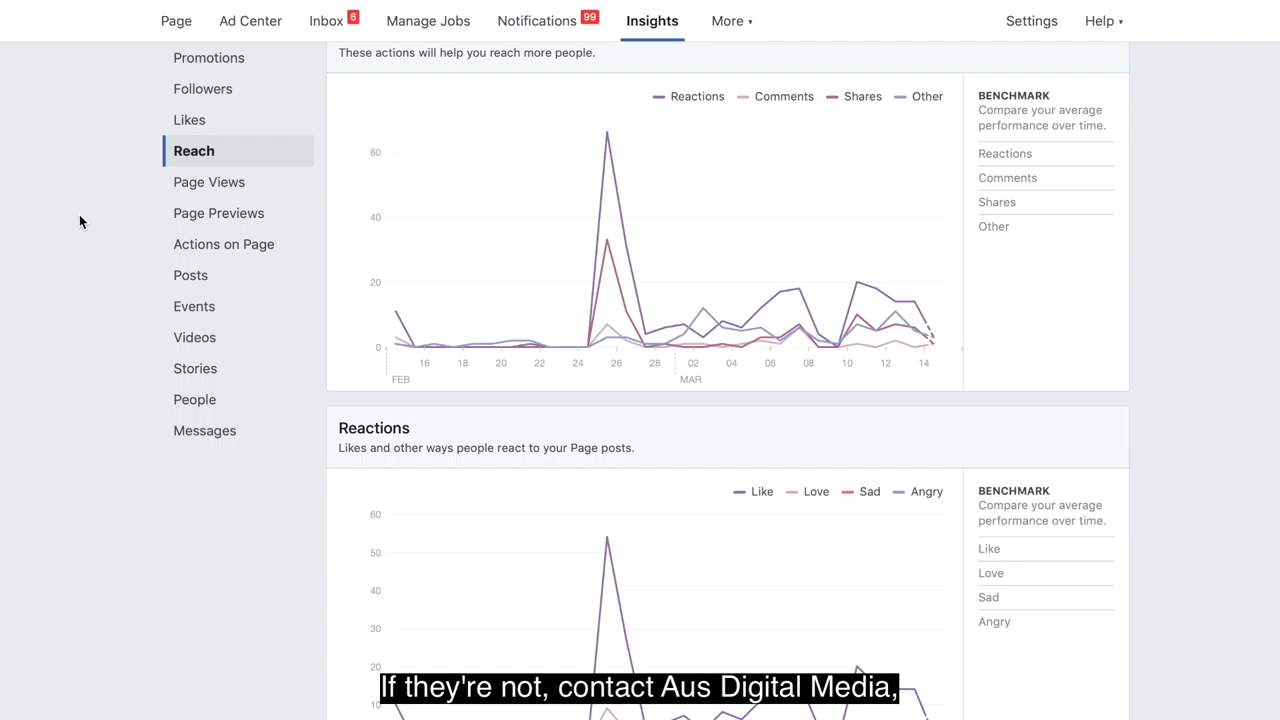 Page Ad Center Inbox 6 Manage Jobs Notifications 99 Insights More Settings Help
Promotions
Followers
Likes
Reach
Page Views
Page Previews
Actions on Page
Posts
Events
Videos
Stories
People
Messages
These actions will help you reach more people.
Reactions Comments Shares Other
60
40
20
0
16 18 20 22 24 26 28 02 04 06 08 10 12 14
FEB MAR
BENCHMARK
Compare your average
performance over time.
Reactions
Comments
Shares
Other
Reactions
Likes and other ways people react to your Page posts.
Like Love Sad Angry
60
50
40
30
20
10
BENCHMARK
Compare your average
performance over time.
Like
Love
Sad
Angry
If they're not, contact Aus Digital Media,